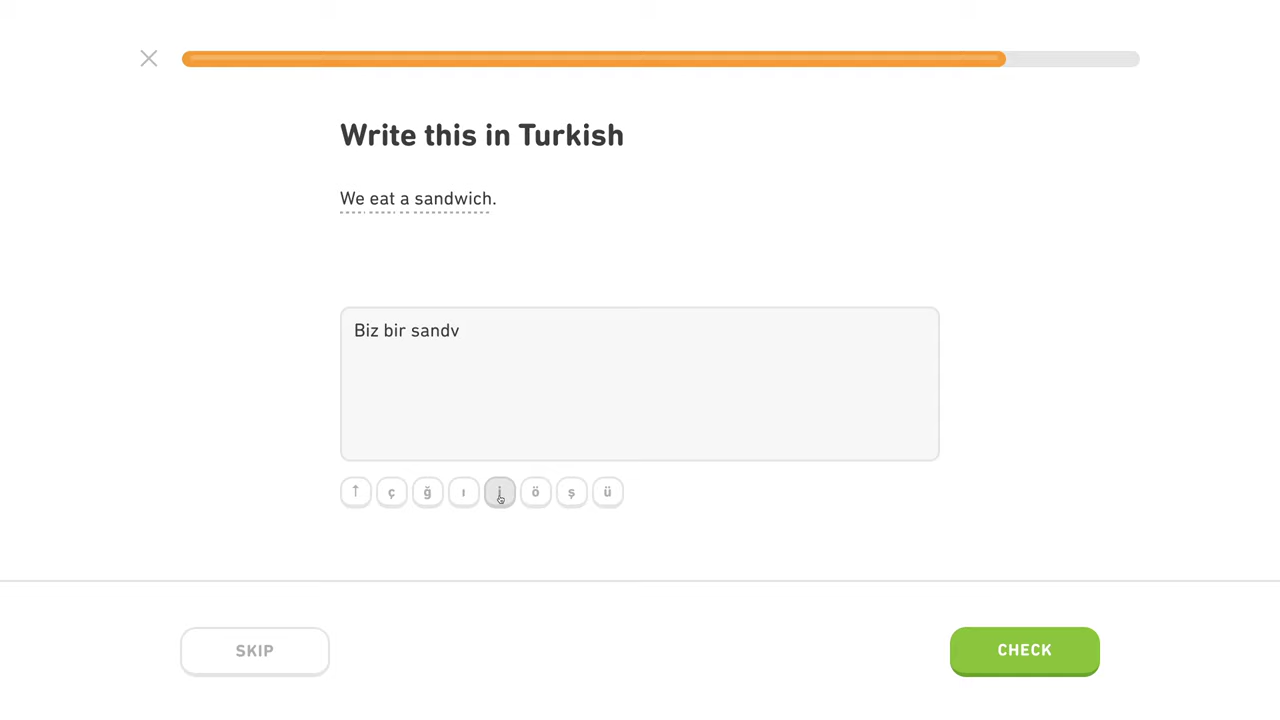 Write this in Turkish
We eat a sandwich.
Biz bir sandv
↑ ç ğ ı i ö ş ü
SKIP
CHECK